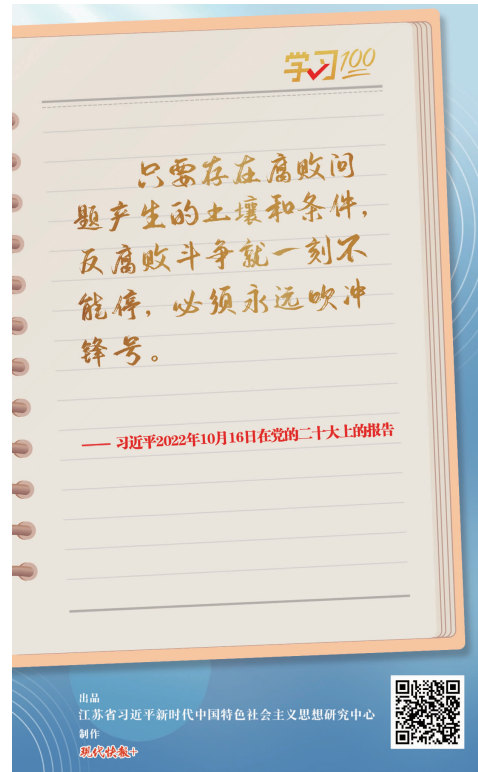 学习100
只要存在腐败问
题产生的土壤和条件，
反腐败斗争就一刻不
能停，必须永远吹冲
锋号。
—— 习近平2022年10月16日在党的二十大上的报告
出品
江苏省习近平新时代中国特色社会主义思想研究中心
制作
现代快报+